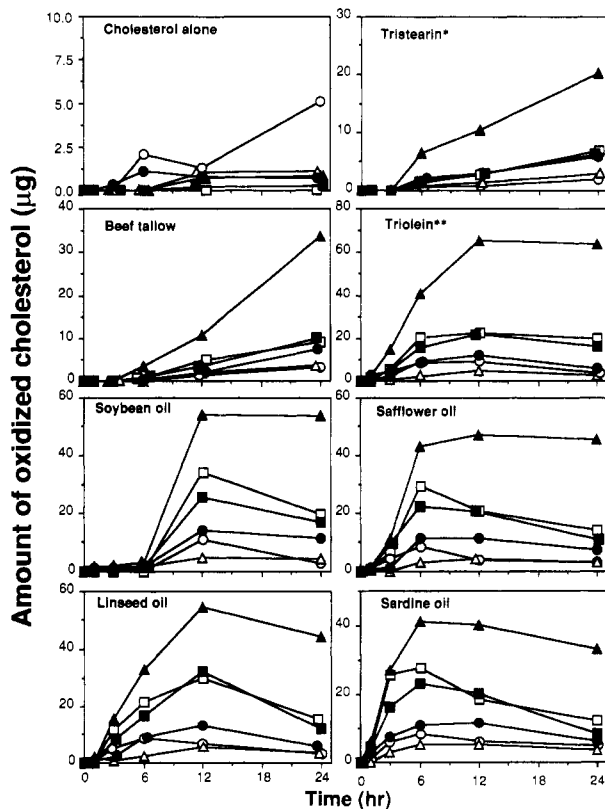 Amount of oxidized cholesterol (µg)
Cholesterol alone
10.0
7.5
5.0
2.5
0.0
Tristearin*
30
20
10
0
Beef tallow
40
30
20
10
0
Triolein**
80
60
40
20
0
Soybean oil
60
40
20
0
Safflower oil
60
40
20
0
Linseed oil
60
40
20
0
0 6 12 18 24
Sardine oil
60
40
20
0
0 6 12 18 24
Time (hr)